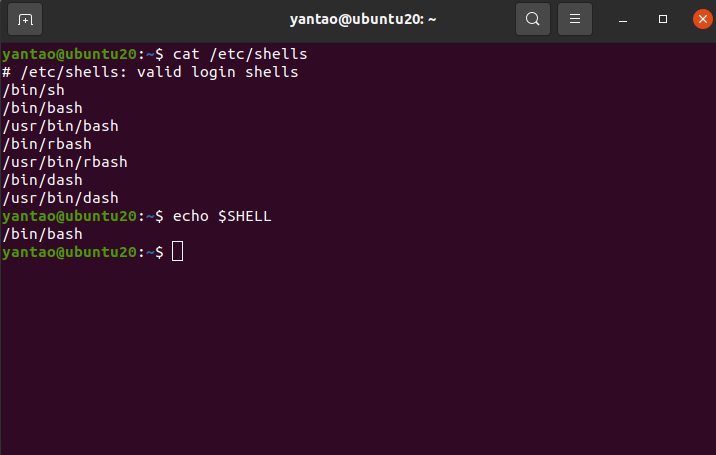 yantao@ubuntu20: ~
yantao@ubuntu20:~$ cat /etc/shells
# /etc/shells: valid login shells
/bin/sh
/bin/bash
/usr/bin/bash
/bin/rbash
/usr/bin/rbash
/bin/dash
/usr/bin/dash
yantao@ubuntu20:~$ echo $SHELL
/bin/bash
yantao@ubuntu20:~$